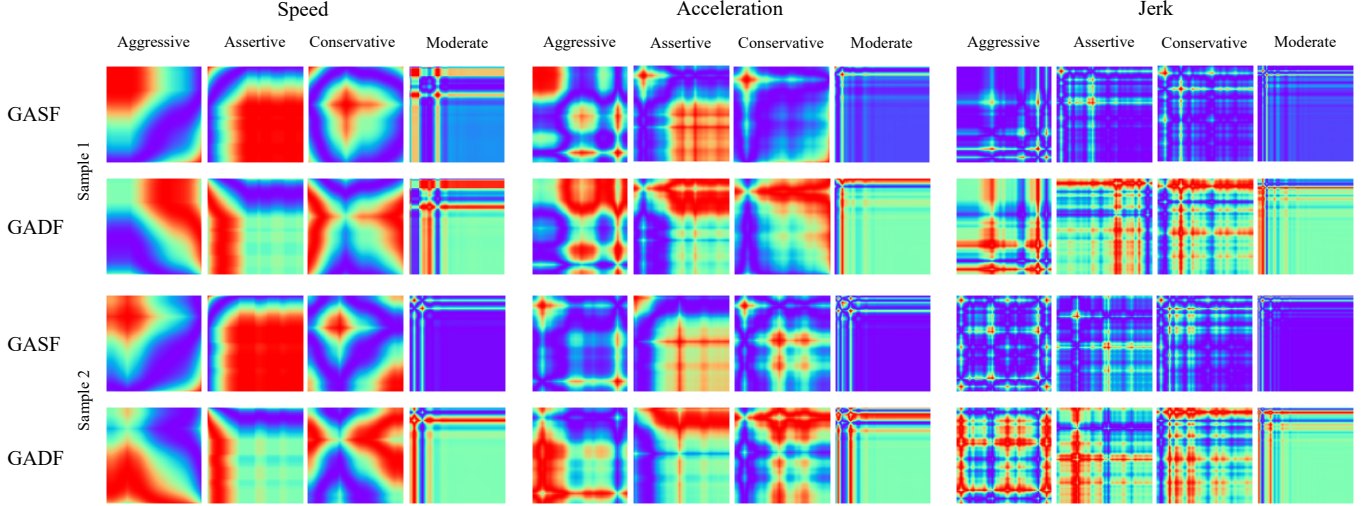 Speed Acceleration Jerk
Aggressive Assertive Conservative Moderate Aggressive Assertive Conservative Moderate Aggressive Assertive Conservative Moderate
GASF
Sample 1
GADF
GASF
Sample 2
GADF